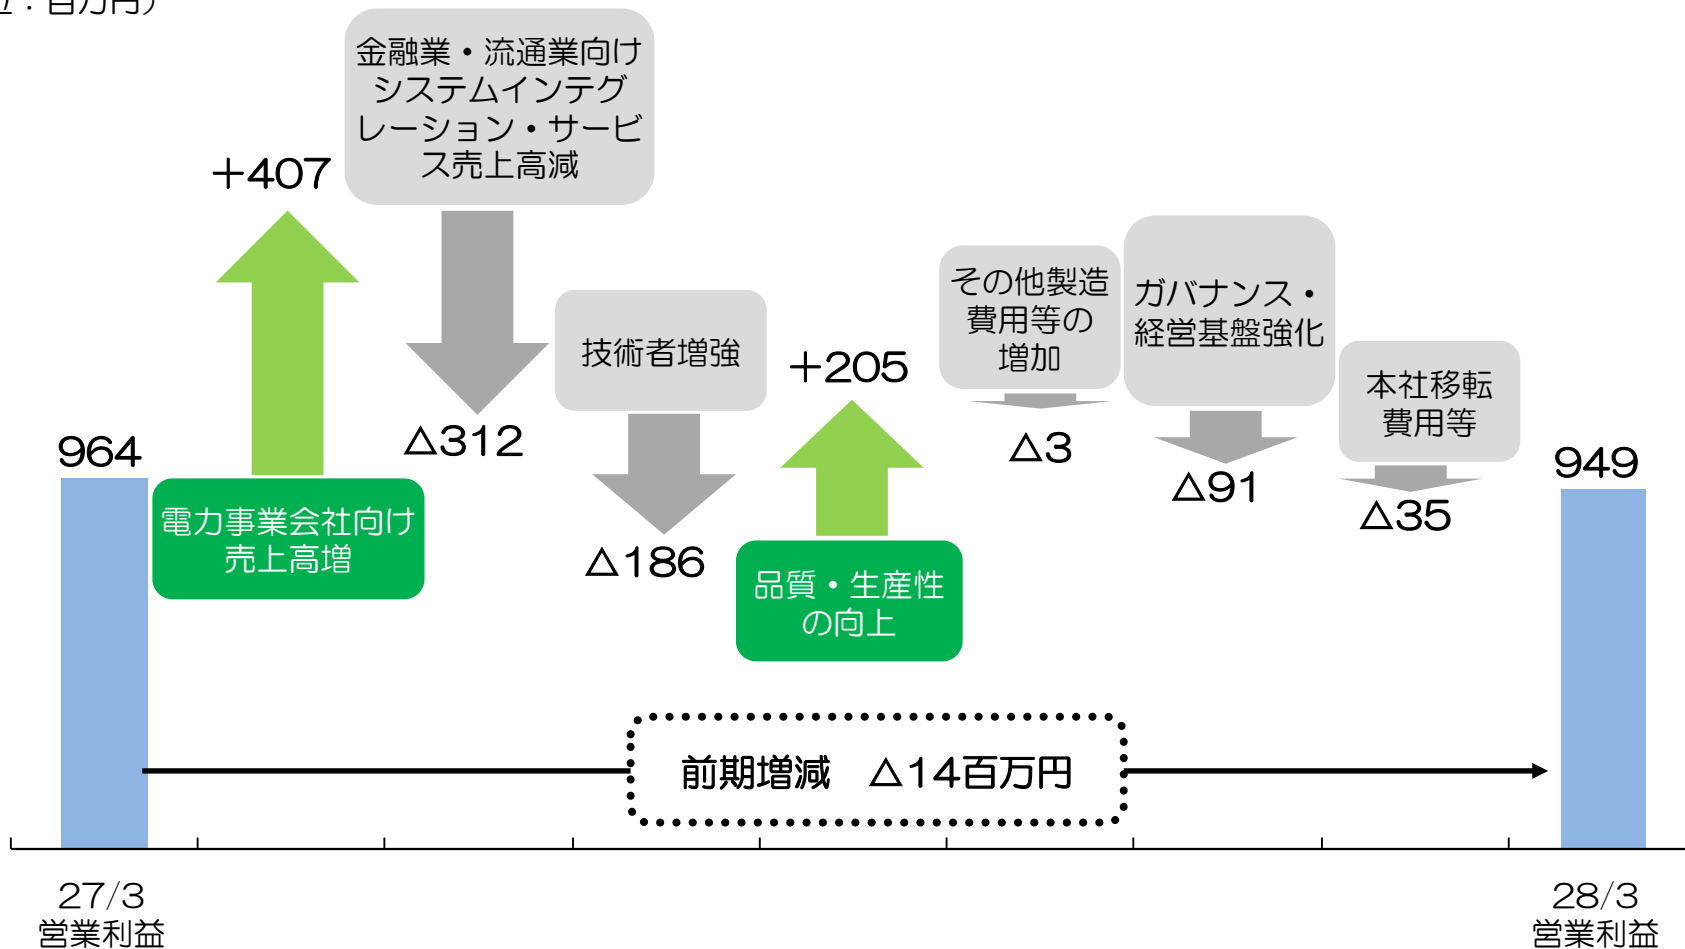 ：百万円）
金融業・流通業向け
システムインテグ
レーション・サービ
ス売上高減
+407
その他製造
費用等の
増加
ガバナンス・
経営基盤強化
技術者増強
+205
本社移転
費用等
964
△312
△3
△91
949
電力事業会社向け
売上高増
△186
△35
品質・生産性
の向上
前期増減　△14百万円
27/3
営業利益
28/3
営業利益